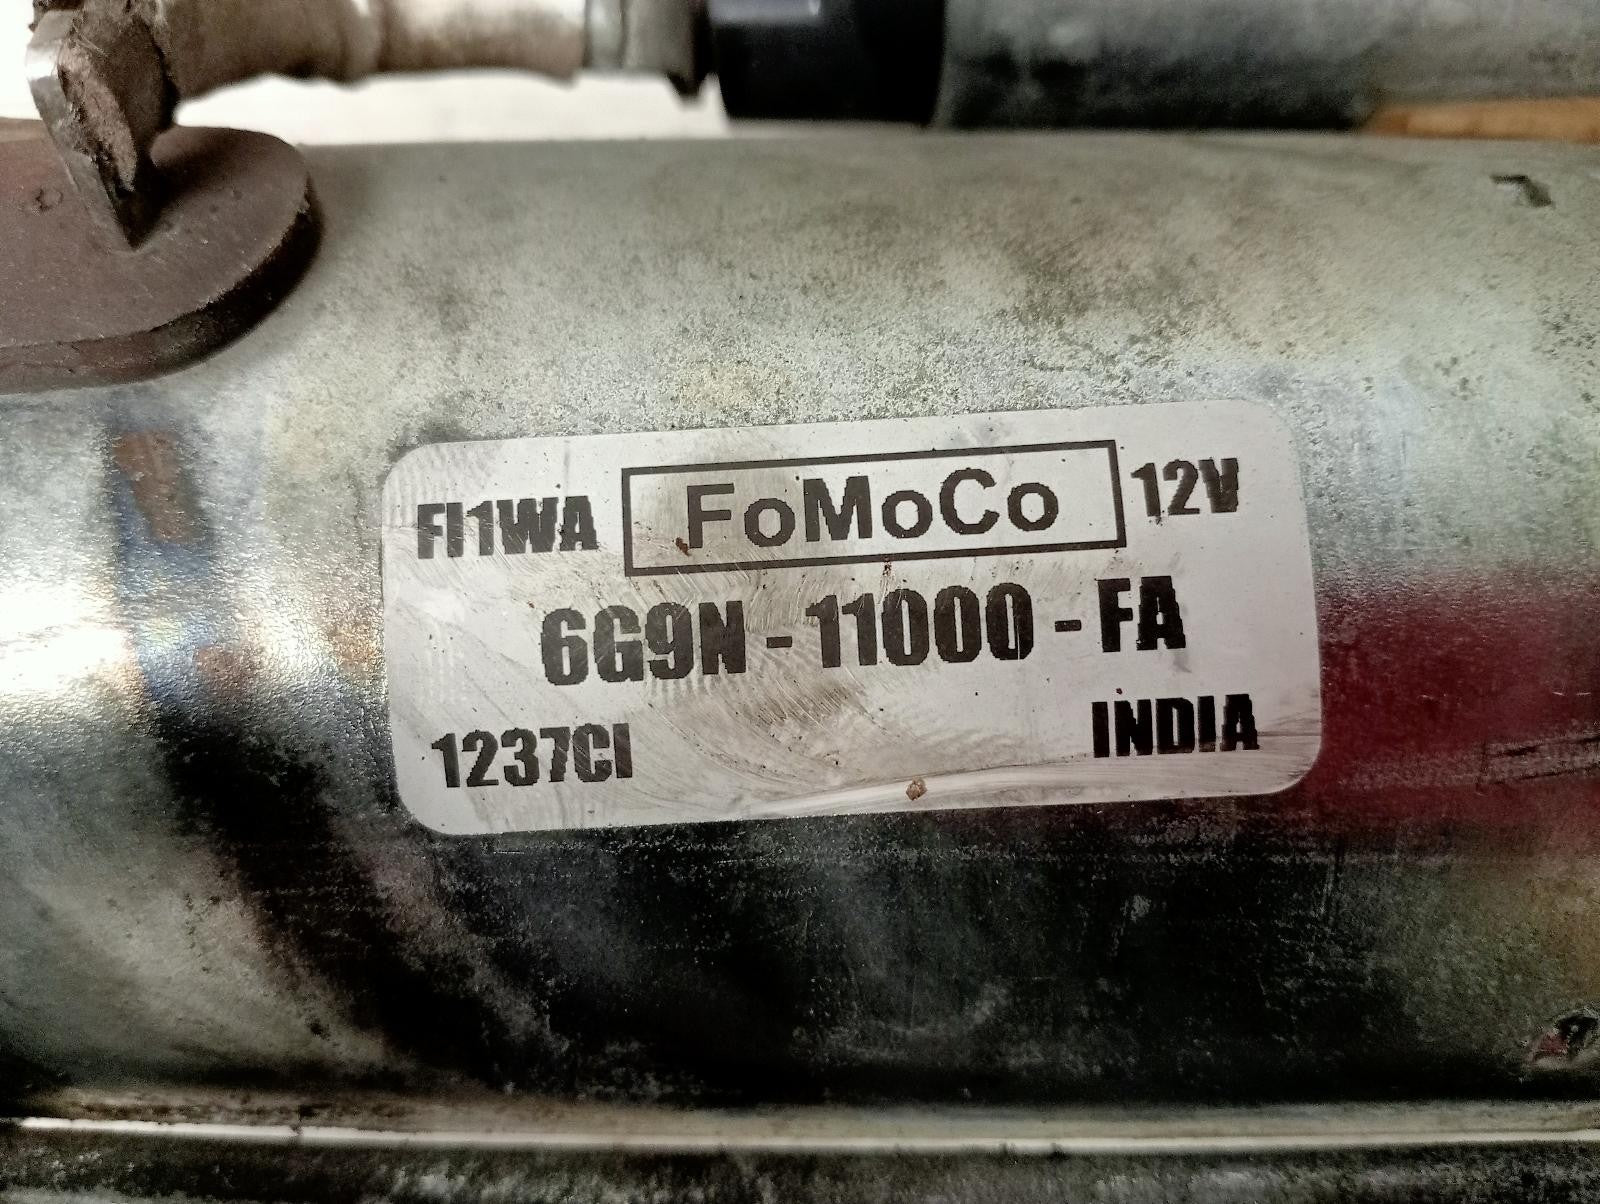 FI1WA FoMoCo 12V
6G9N-11000-FA
1237CI INDIA